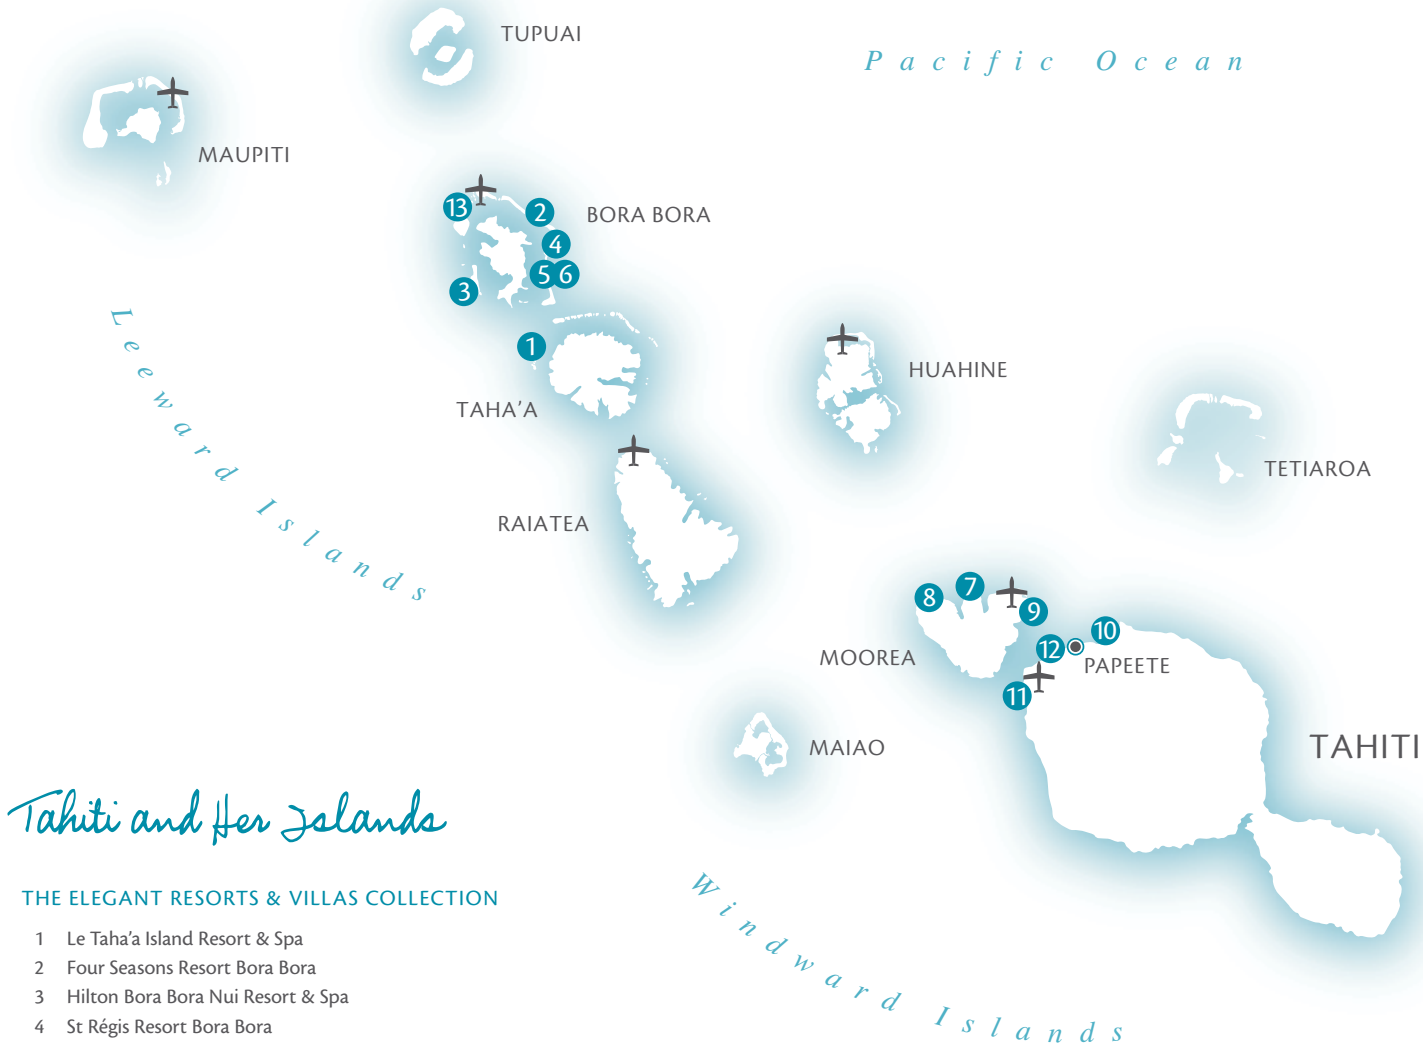 TUPUAI
Pacific Ocean
MAUPITI
13
2
BORA BORA
4
5
6
3
Leeward Islands
1
HUAHINE
TAHA’A
TETIAROA
RAIATEA
7
8
9
10
12
MOOREA
PAPEETE
11
MAIAO
TAHITI
Tahiti and Her Islands
Windward Islands
THE ELEGANT RESORTS & VILLAS COLLECTION
1 Le Taha’a Island Resort & Spa
2 Four Seasons Resort Bora Bora
3 Hilton Bora Bora Nui Resort & Spa
4 St Régis Resort Bora Bora